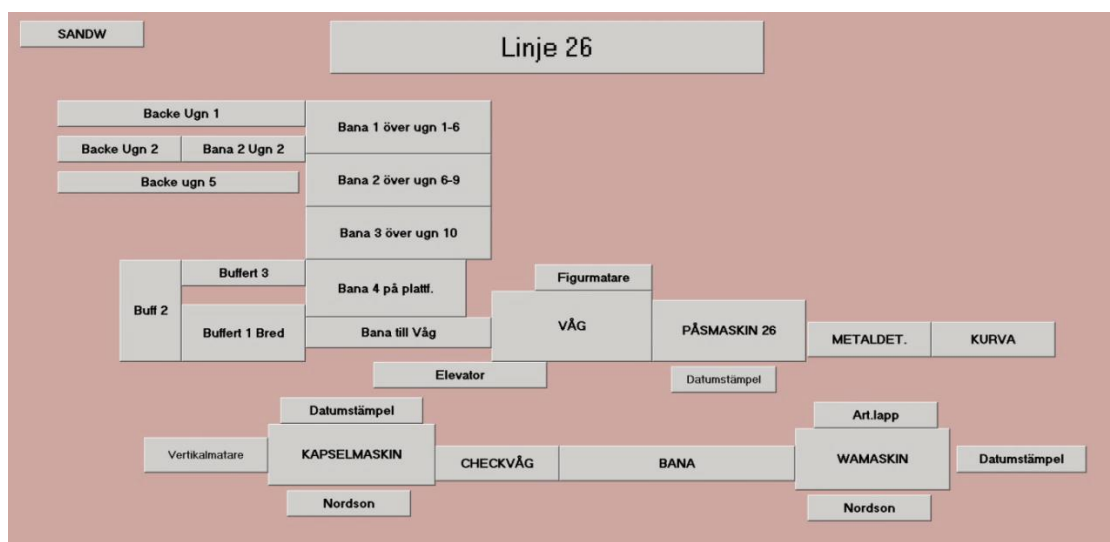 SANDW
Linje 26
Backe Ugn 1
Bana 1 över ugn 1-6
Backe Ugn 2
Bana 2 Ugn 2
Backe ugn 5
Bana 2 över ugn 6-9
Bana 3 över ugn 10
Buff 2
Buffert 3
Bana 4 på plattf.
Figurmatare
Buffert 1 Bred
Bana till Våg
VÅG
PÅSMASKIN 26
METALDET.
KURVA
Elevator
Datumstämpel
Datumstämpel
Art.lapp
Vertikalmatare
KAPSELMASKIN
CHECKVÅG
BANA
WAMASKIN
Datumstämpel
Nordson
Nordson